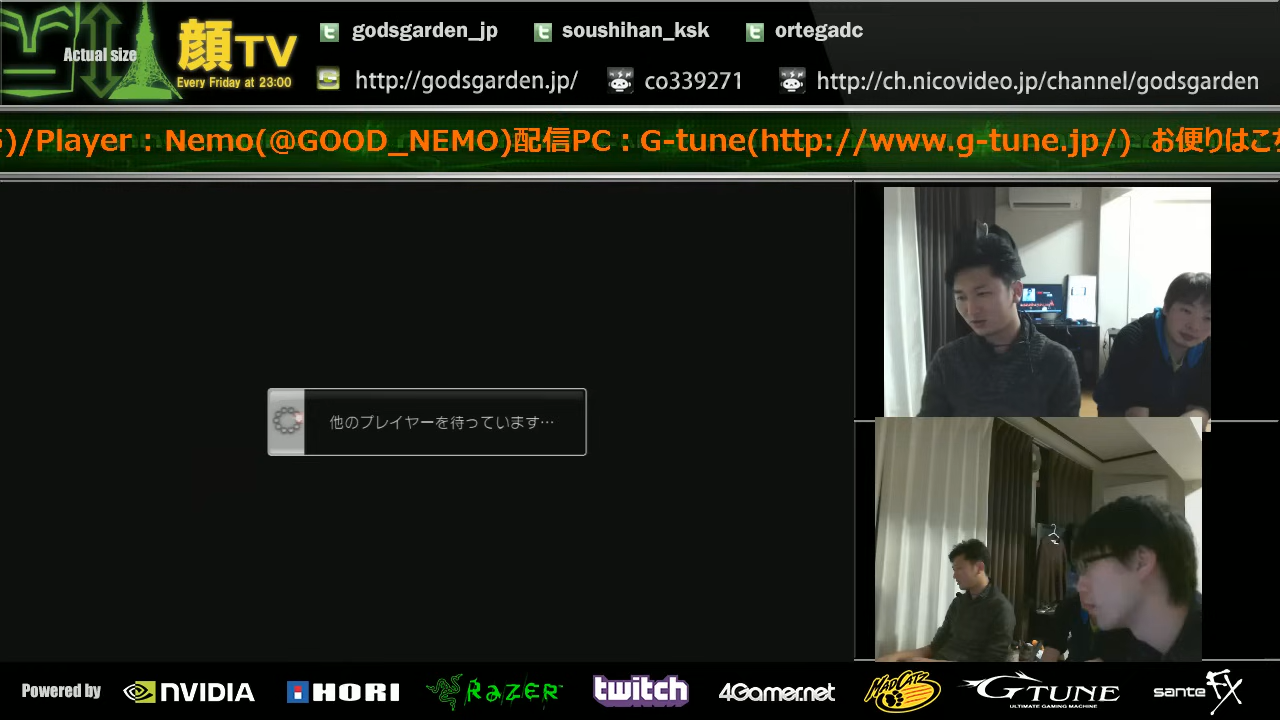 Actual size
顔TV
Every Friday at 23:00
godsgarden_jp
soushihan_ksk
ortegadc
http://godsgarden.jp/
co339271
http://ch.nicovideo.jp/channel/godsgarden
)/Player：Nemo(@GOOD_NEMO)配信PC：G-tune(http://www.g-tune.jp/) お便りはこ
他のプレイヤーを待っています…
Powered by
NVIDIA
HORI
RAZER
twitch
4Gamer.net
MAD CATZ
G TUNE
ULTIMATE GAMING MACHINE
sante FX